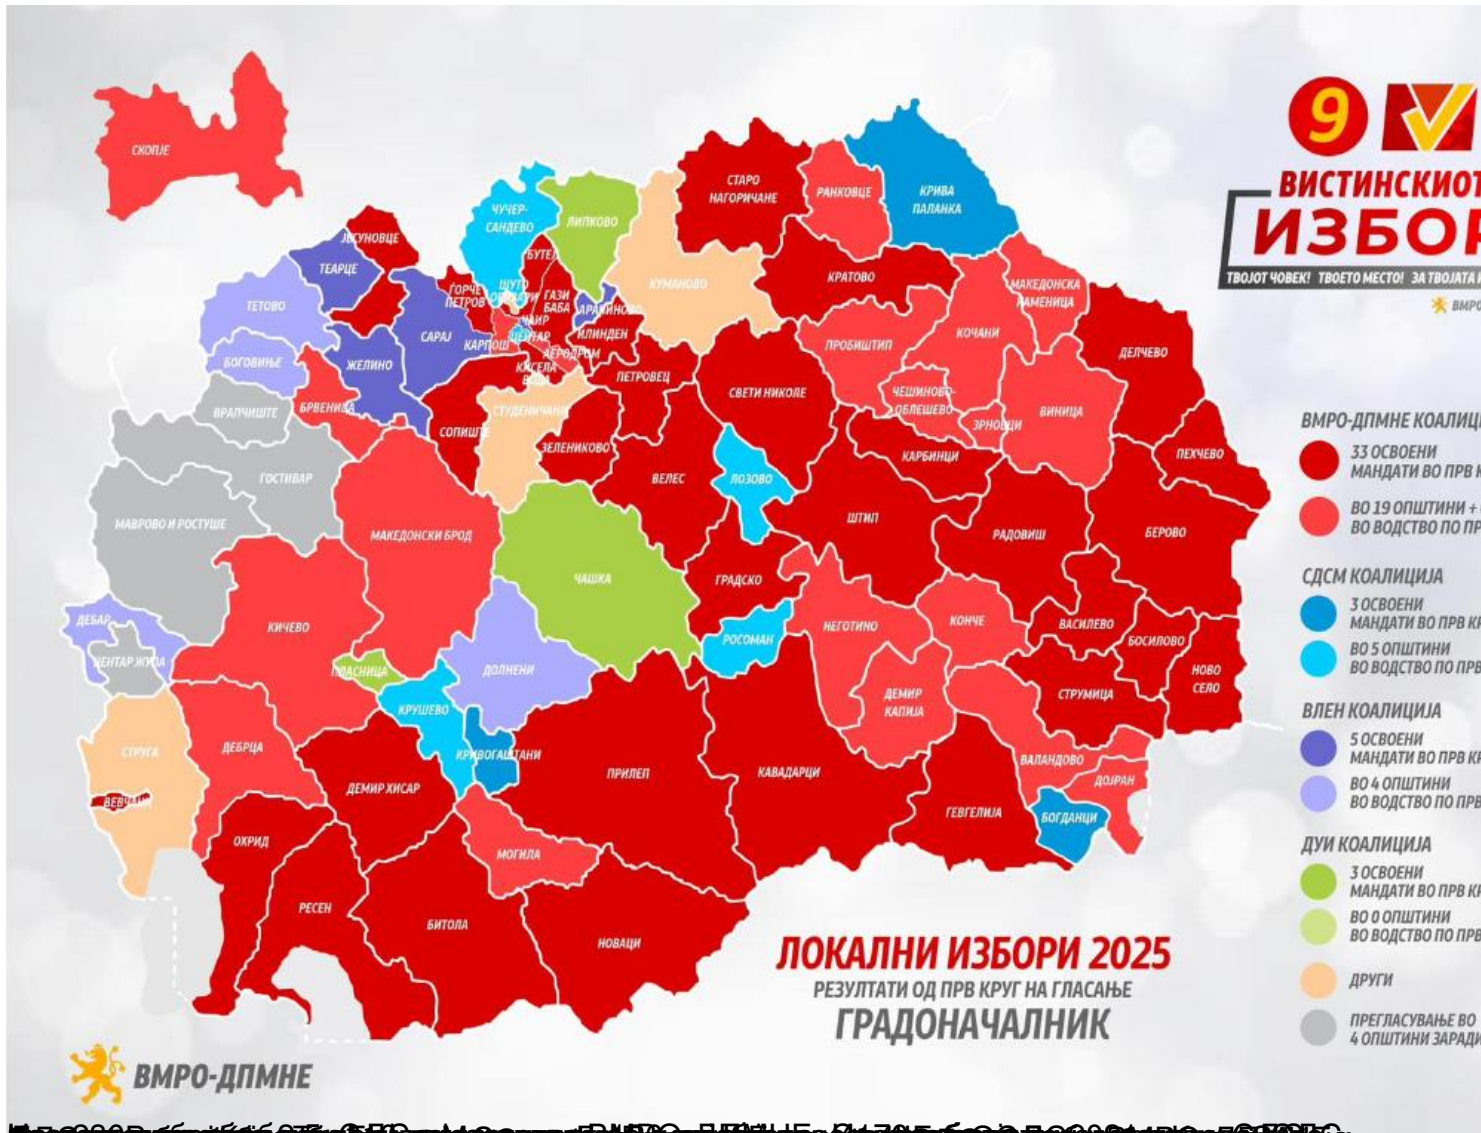 СКОПЈЕ
9
ВИСТИНСКИОТ
ИЗБОР
ТВОЈОТ ЧОВЕК! ТВОЕТО МЕСТО! ЗА ТВОЈАТА
СТАРО
НАГОРИЧАНЕ
РАНКОВЦЕ
КРИВА
ПАЛАНКА
ЧУЧЕР-
САНДЕВО
ЛИПКОВО
ЈЕГУНОВЦЕ
ТЕАРЦЕ
БУТЕЛ
КУМАНОВО
КРАТОВО
МАКЕДОНСКА
КАМЕНИЦА
ТЕТОВО
ЃОРЧЕ
ПЕТРОВ
ШУТО
ОРИЗАРИ
ГАЗИ
БАБА
АРАЧИНОВО
САРАЈ
ЧАИР
ЦЕНТАР
ИЛИНДЕН
КАРПОШ
АЕРОДРОМ
КИСЕЛА
ВОДА
ПРОБИШТИП
КОЧАНИ
ДЕЛЧЕВО
БОГОВИЊЕ
ЖЕЛИНО
ПЕТРОВЕЦ
СВЕТИ НИКОЛЕ
ЧЕШИНОВО-
ОБЛЕШЕВО
ВИНИЦА
ЗРНОВЦИ
ВРАПЧИШТЕ
БРВЕНИЦА
СОПИШТЕ
СТУДЕНИЧАНИ
ЗЕЛЕНИКОВО
КАРБИНЦИ
ПЕХЧЕВО
ГОСТИВАР
ВЕЛЕС
ЛОЗОВО
МАВРОВО И РОСТУШЕ
МАКЕДОНСКИ БРОД
ШТИП
РАДОВИШ
БЕРОВО
ЧАШКА
ГРАДСКО
ДЕБАР
КИЧЕВО
РОСОМАН
НЕГОТИНО
КОНЧЕ
ВАСИЛЕВО
БОСИЛОВО
ЦЕНТАР ЖУПА
ПЛАСНИЦА
ДОЛНЕНИ
НОВО
СЕЛО
КРУШЕВО
ДЕМИР
КАПИЈА
СТРУМИЦА
СТРУГА
ДЕБРЦА
КРИВОГАШТАНИ
ВАЛАНДОВО
ПРИЛЕП
КАВАДАРЦИ
ДОЈРАН
ДЕМИР ХИСАР
ВЕВЧАНИ
ГЕВГЕЛИЈА
БОГДАНЦИ
ОХРИД
МОГИЛА
РЕСЕН
БИТОЛА
НОВАЦИ
ВМРО-ДПМНЕ
33 ОСВОЕНИ
МАНДАТИ ВО ПРВ
ВО 19 ОПШТИНИ +
ВО ВОДСТВО ПО
СДСМ КОАЛИЦИЈА
3 ОСВОЕНИ
МАНДАТИ ВО ПРВ
ВО 5 ОПШТИНИ
ВО ВОДСТВО ПО ПРВ
ВЛЕН КОАЛИЦИЈА
5 ОСВОЕНИ
МАНДАТИ ВО ПРВ
ВО 4 ОПШТИНИ
ВО ВОДСТВО ПО ПРВ
ДУИ КОАЛИЦИЈА
3 ОСВОЕНИ
МАНДАТИ ВО ПРВ
ВО 0 ОПШТИНИ
ВО ВОДСТВО ПО ПРВ
ДРУГИ
ПРЕГЛАСУВАЊЕ ВО
4 ОПШТИНИ ЗАРАДИ
ЛОКАЛНИ ИЗБОРИ 2025
РЕЗУЛТАТИ ОД ПРВ КРУГ НА ГЛАСАЊЕ
ГРАДОНАЧАЛНИК
ВМРО-ДПМНЕ